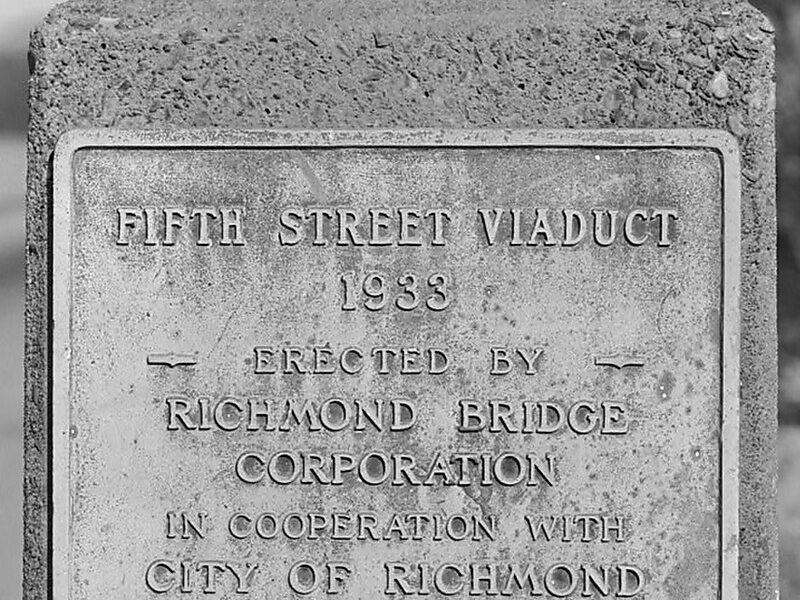 FIFTH STREET VIADUCT
1933
ERECTED BY
RICHMOND BRIDGE
CORPORATION
IN COOPERATION WITH
CITY OF RICHMOND